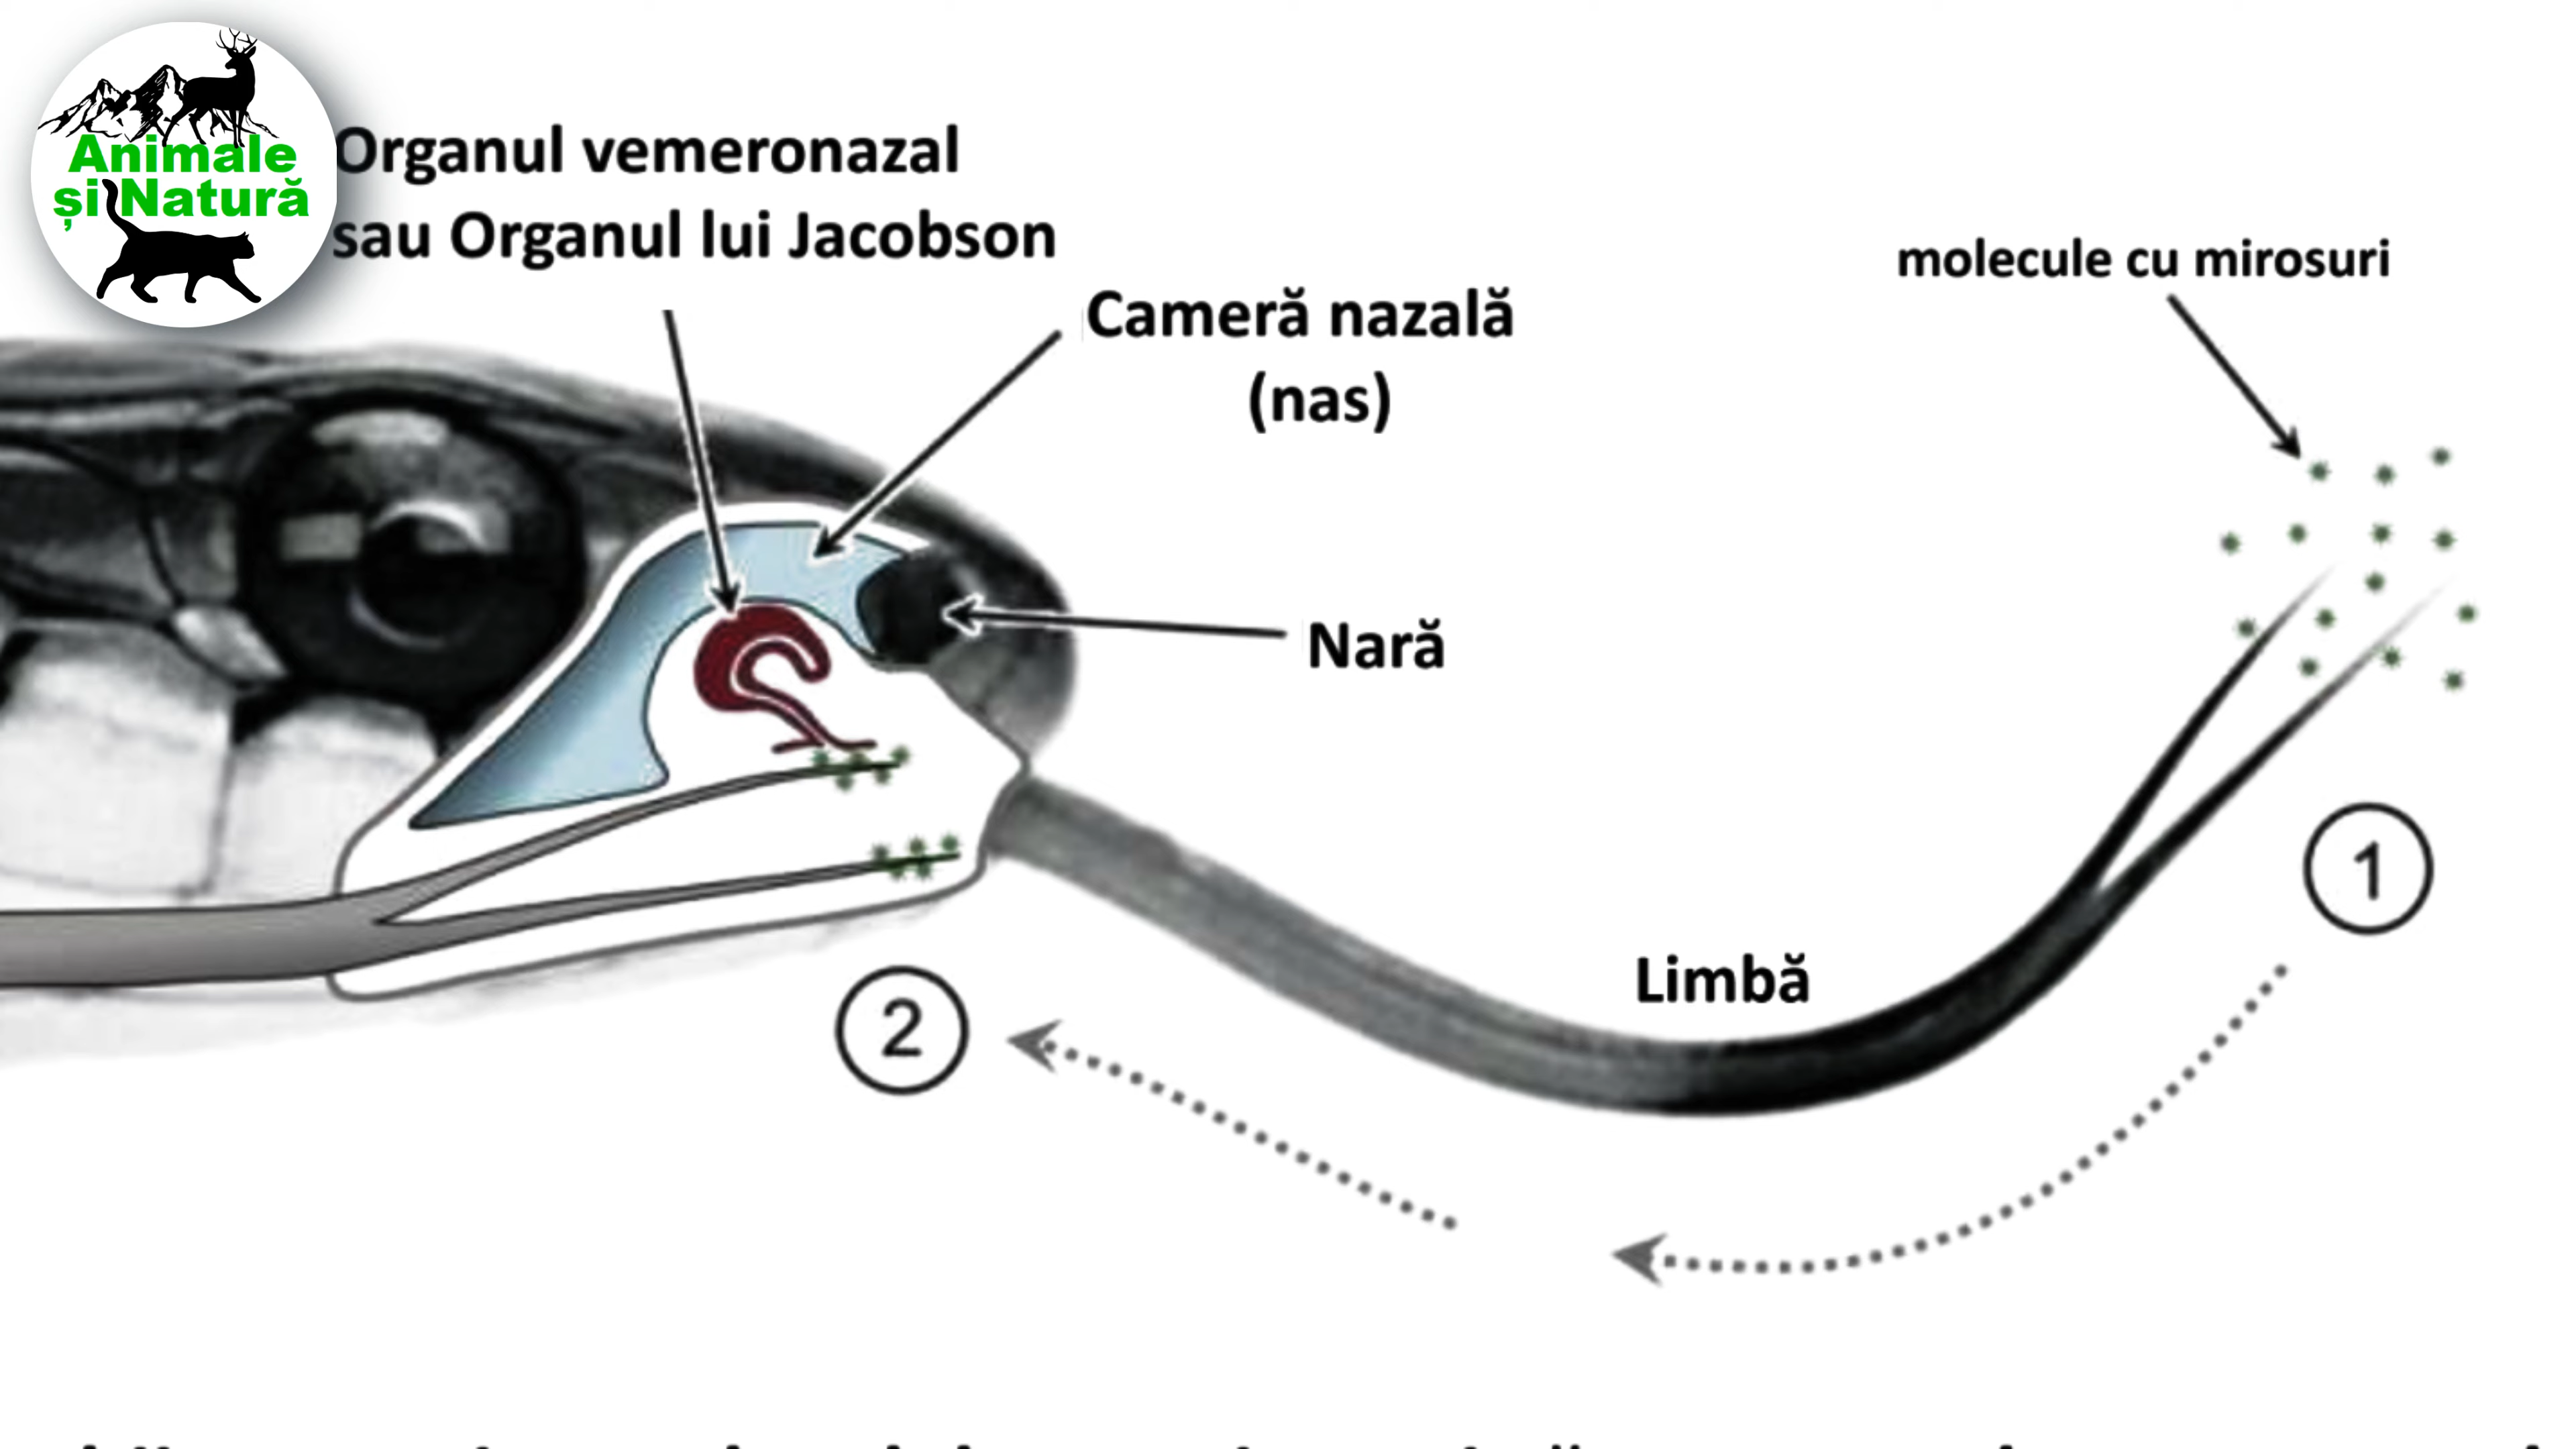 Animale
și Natură
Organul vemeronazal
sau Organul lui Jacobson
Cameră nazală
(nas)
molecule cu mirosuri
Nară
Limbă
1
2